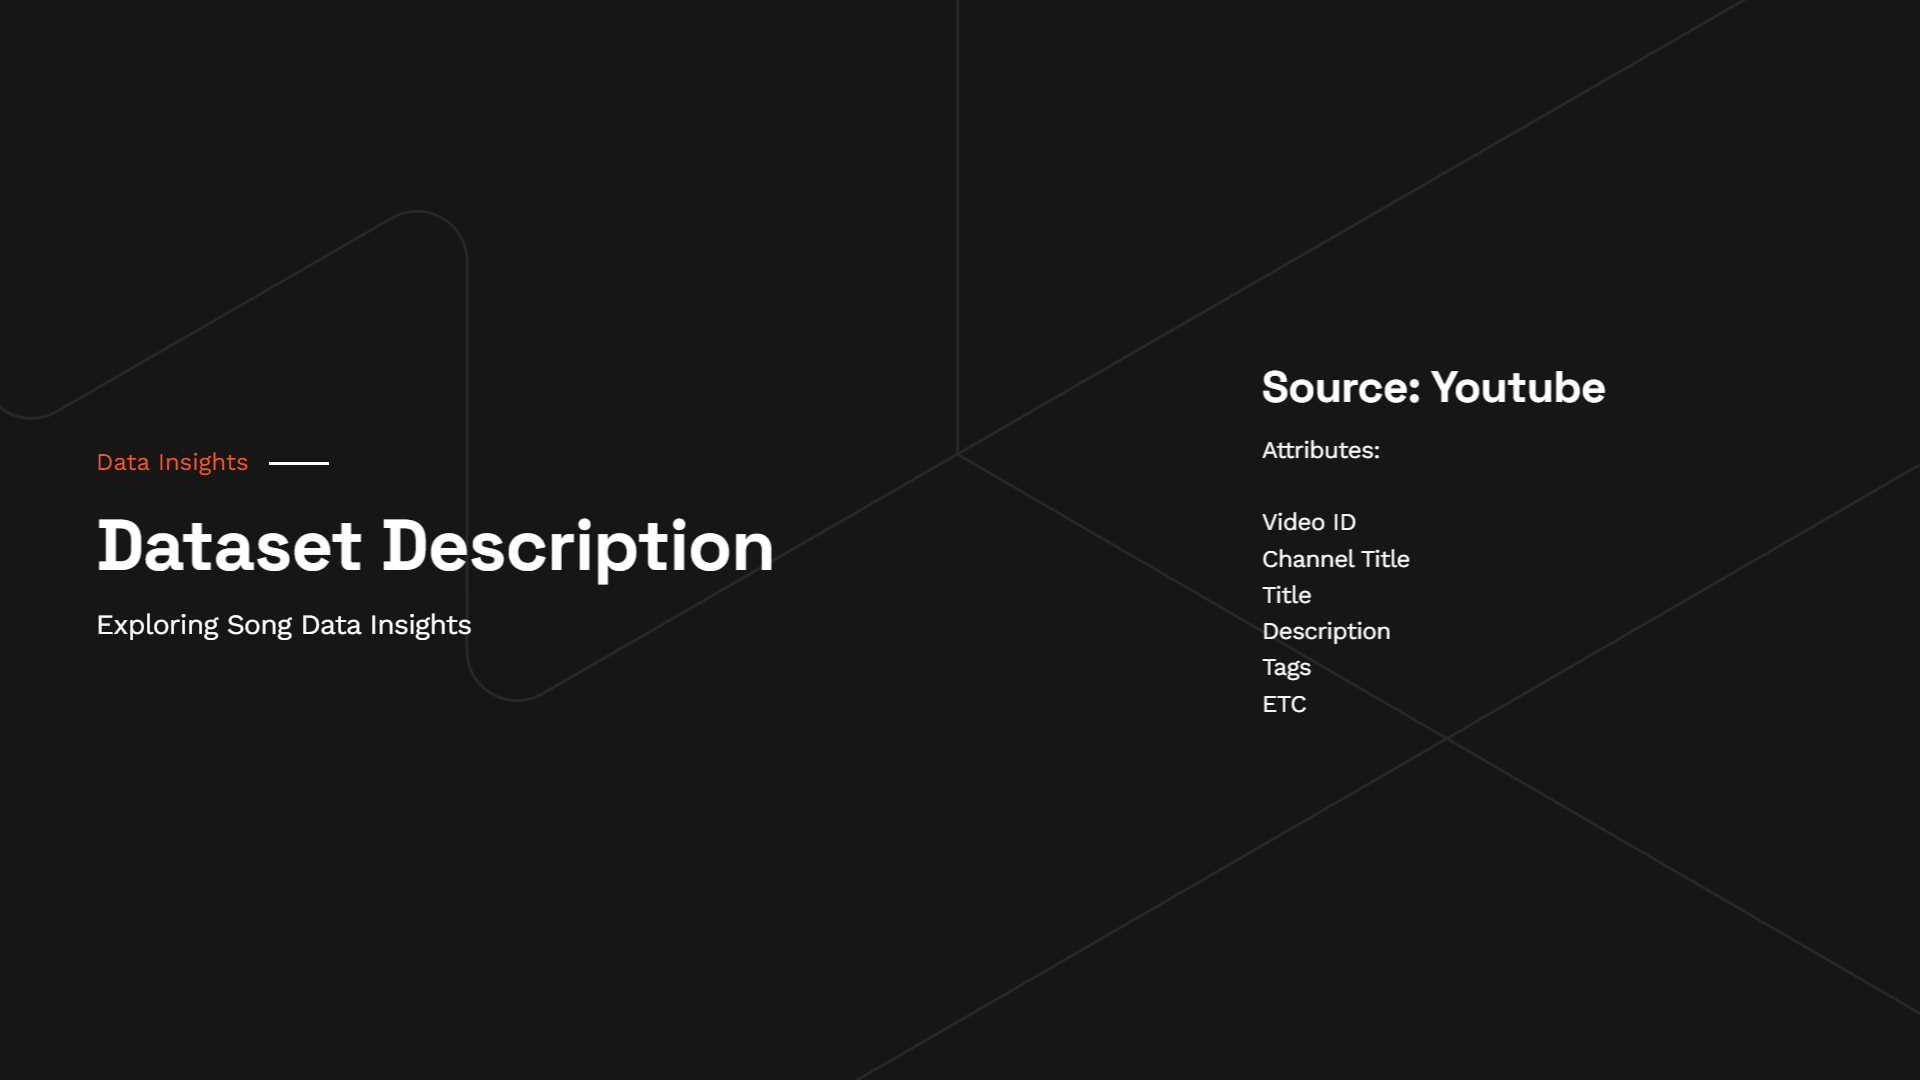 Data Insights
Dataset Description
Exploring Song Data Insights
Source: Youtube
Attributes:
Video ID
Channel Title
Title
Description
Tags
ETC